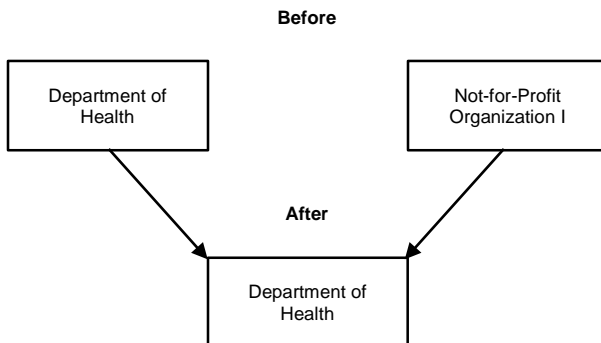 Before
Department of
Health
Not-for-Profit
Organization I
After
Department of
Health